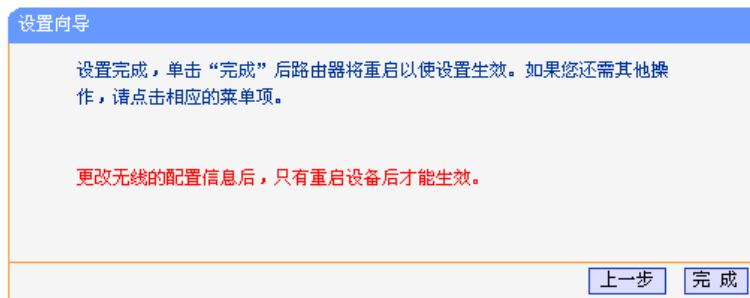 设置向导
设置完成，单击“完成”后路由器将重启以使设置生效。如果您还需其他操
作，请点击相应的菜单项。
更改无线的配置信息后，只有重启设备后才能生效。
上一步 完 成